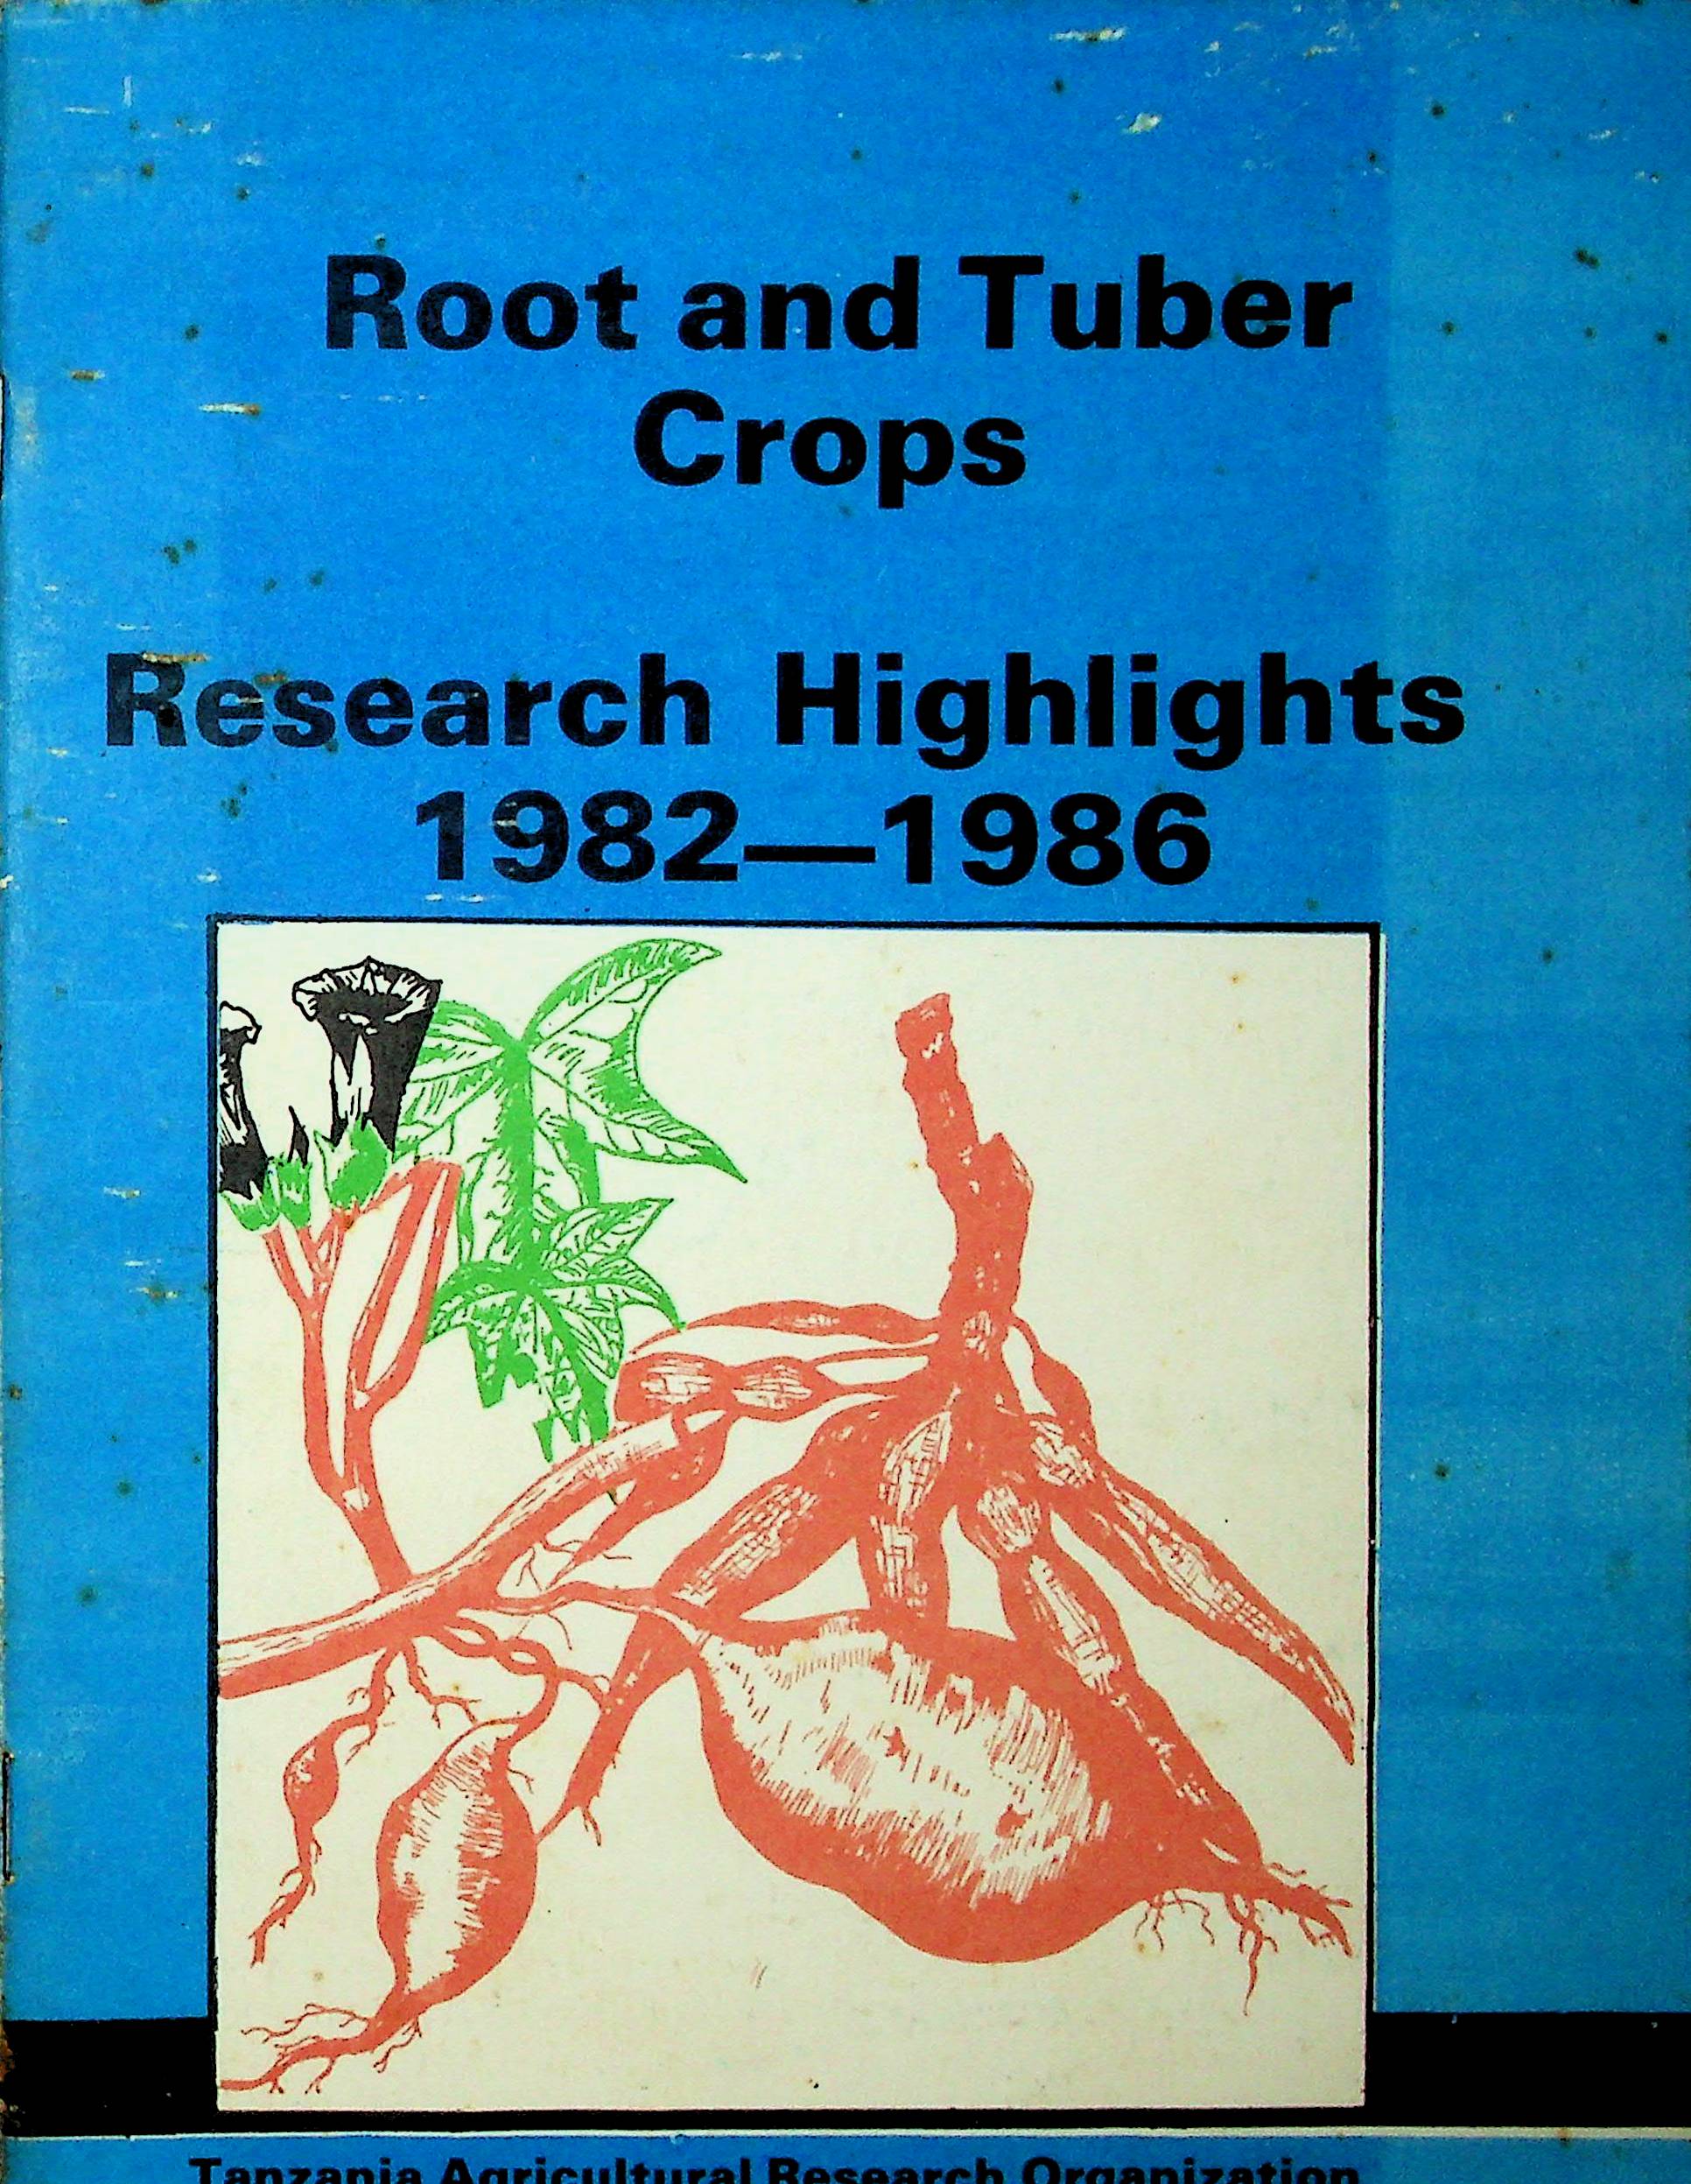 Root and Tuber
Crops
Research Highlights
1982—1986
Tanzania Agricultural Research Organization